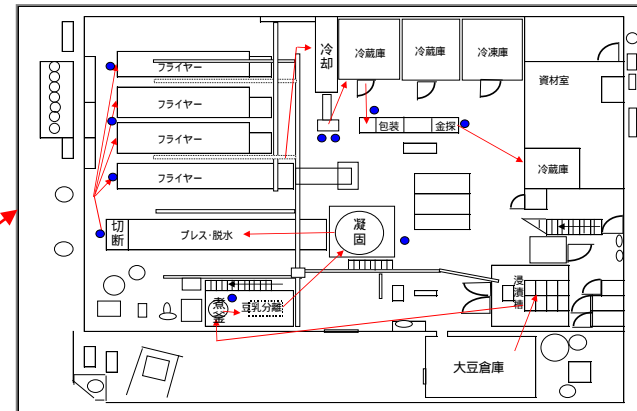 冷却
冷蔵庫
冷蔵庫
冷凍庫
フライヤー
フライヤー
フライヤー
フライヤー
資材室
包装
金探
冷蔵庫
切断
プレス・脱水
凝固
浸漬槽
煮釜
豆乳分離
大豆倉庫